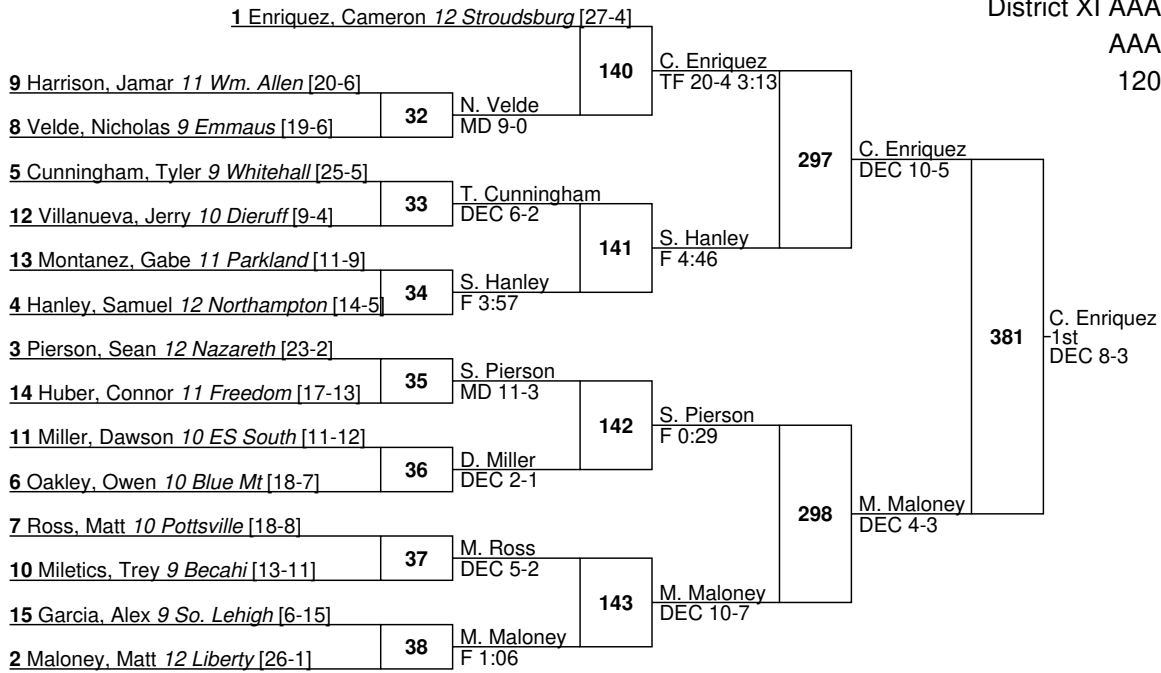 District XI AAA
AAA
120
1 Enriquez, Cameron 12 Stroudsburg [27-4]
9 Harrison, Jamar 11 Wm. Allen [20-6]
8 Velde, Nicholas 9 Emmaus [19-6]
5 Cunningham, Tyler 9 Whitehall [25-5]
12 Villanueva, Jerry 10 Dieruff [9-4]
13 Montanez, Gabe 11 Parkland [11-9]
4 Hanley, Samuel 12 Northampton [14-5]
3 Pierson, Sean 12 Nazareth [23-2]
14 Huber, Connor 11 Freedom [17-13]
11 Miller, Dawson 10 ES South [11-12]
6 Oakley, Owen 10 Blue Mt [18-7]
7 Ross, Matt 10 Pottsville [18-8]
10 Miletics, Trey 9 Becahi [13-11]
15 Garcia, Alex 9 So. Lehigh [6-15]
2 Maloney, Matt 12 Liberty [26-1]
32
33
34
35
36
37
38
N. Velde
MD 9-0
T. Cunningham
DEC 6-2
S. Hanley
F 3:57
S. Pierson
MD 11-3
D. Miller
DEC 2-1
M. Ross
DEC 5-2
M. Maloney
F 1:06
140
141
142
143
C. Enriquez
TF 20-4 3:13
S. Hanley
F 4:46
S. Pierson
F 0:29
M. Maloney
DEC 10-7
297
298
C. Enriquez
DEC 10-5
M. Maloney
DEC 4-3
381
C. Enriquez
1st
DEC 8-3